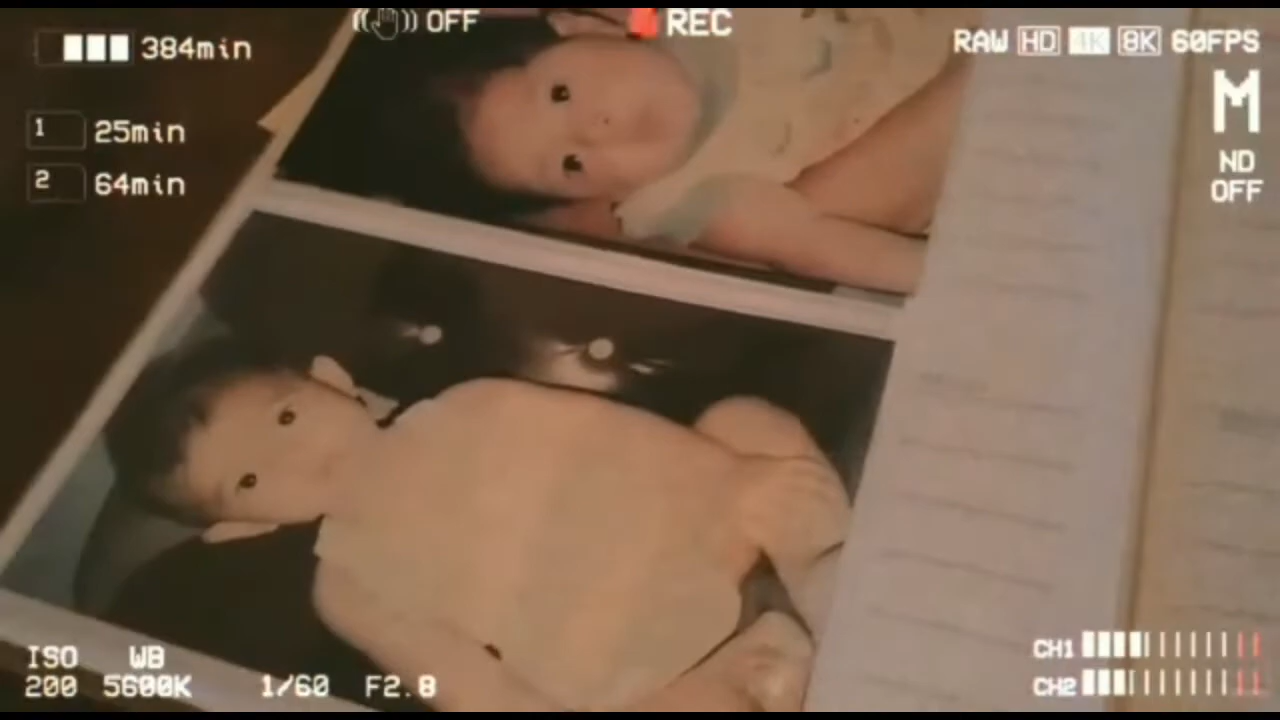 384min
OFF
REC
RAW HD 4K 8K 60FPS
1 25min
2 64min
M
ND
OFF
ISO
200
WB
5600K
1/60
F2.8
CH1
CH2